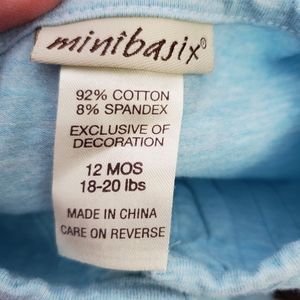 minibasix®
92% COTTON
8% SPANDEX
EXCLUSIVE OF
DECORATION
12 MOS
18-20 lbs
MADE IN CHINA
CARE ON REVERSE